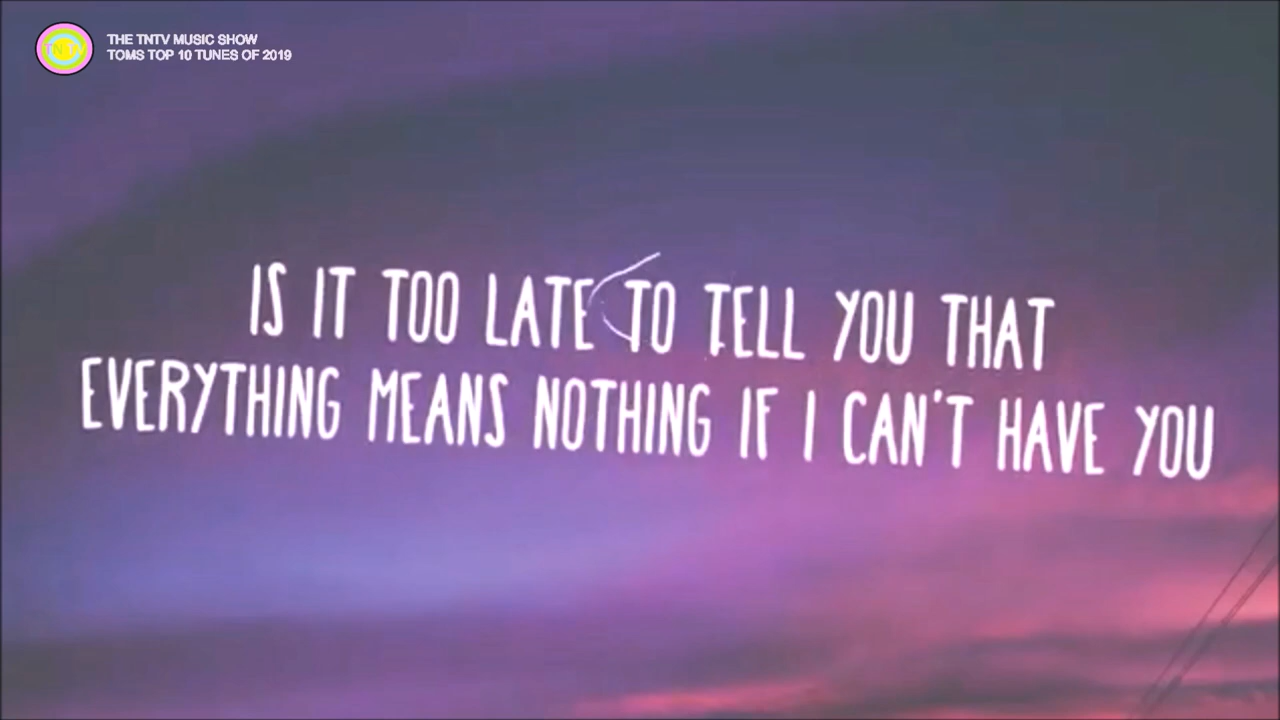 TNTV
THE TNTV MUSIC SHOW
TOMS TOP 10 TUNES OF 2019
IS IT TOO LATE TO TELL YOU THAT
EVERYTHING MEANS NOTHING IF I CAN'T HAVE YOU